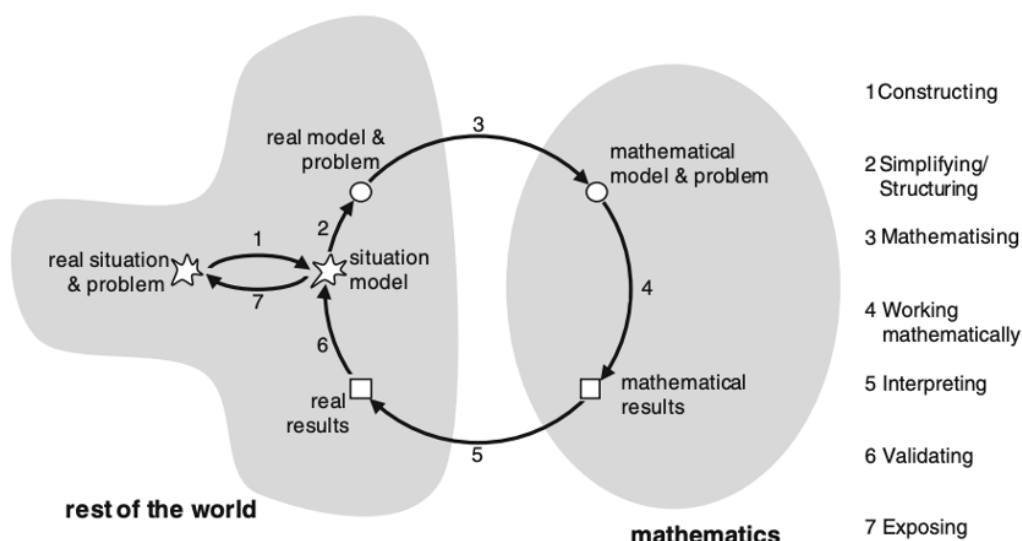 real model &
problem
3
mathematical
model & problem
2
1
real situation
& problem
situation
model
7
4
6
real
results
mathematical
results
5
rest of the world
mathematics
1 Constructing
2 Simplifying/
Structuring
3 Mathematising
4 Working
mathematically
5 Interpreting
6 Validating
7 Exposing